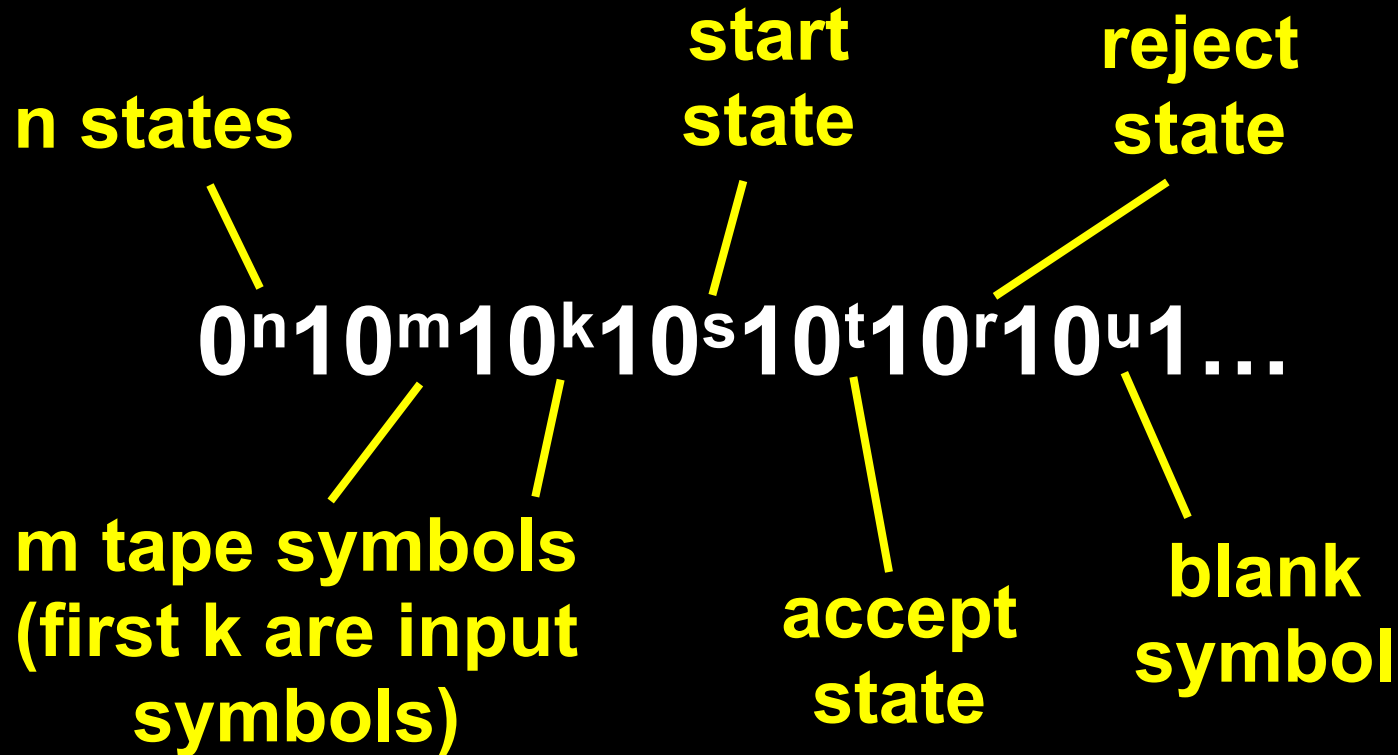 start
state
reject
state
n states
0ⁿ10ᵐ10ᵏ10ˢ10ᵗ10ʳ10ᵘ1…
m tape symbols
(first k are input
symbols)
accept
state
blank
symbol